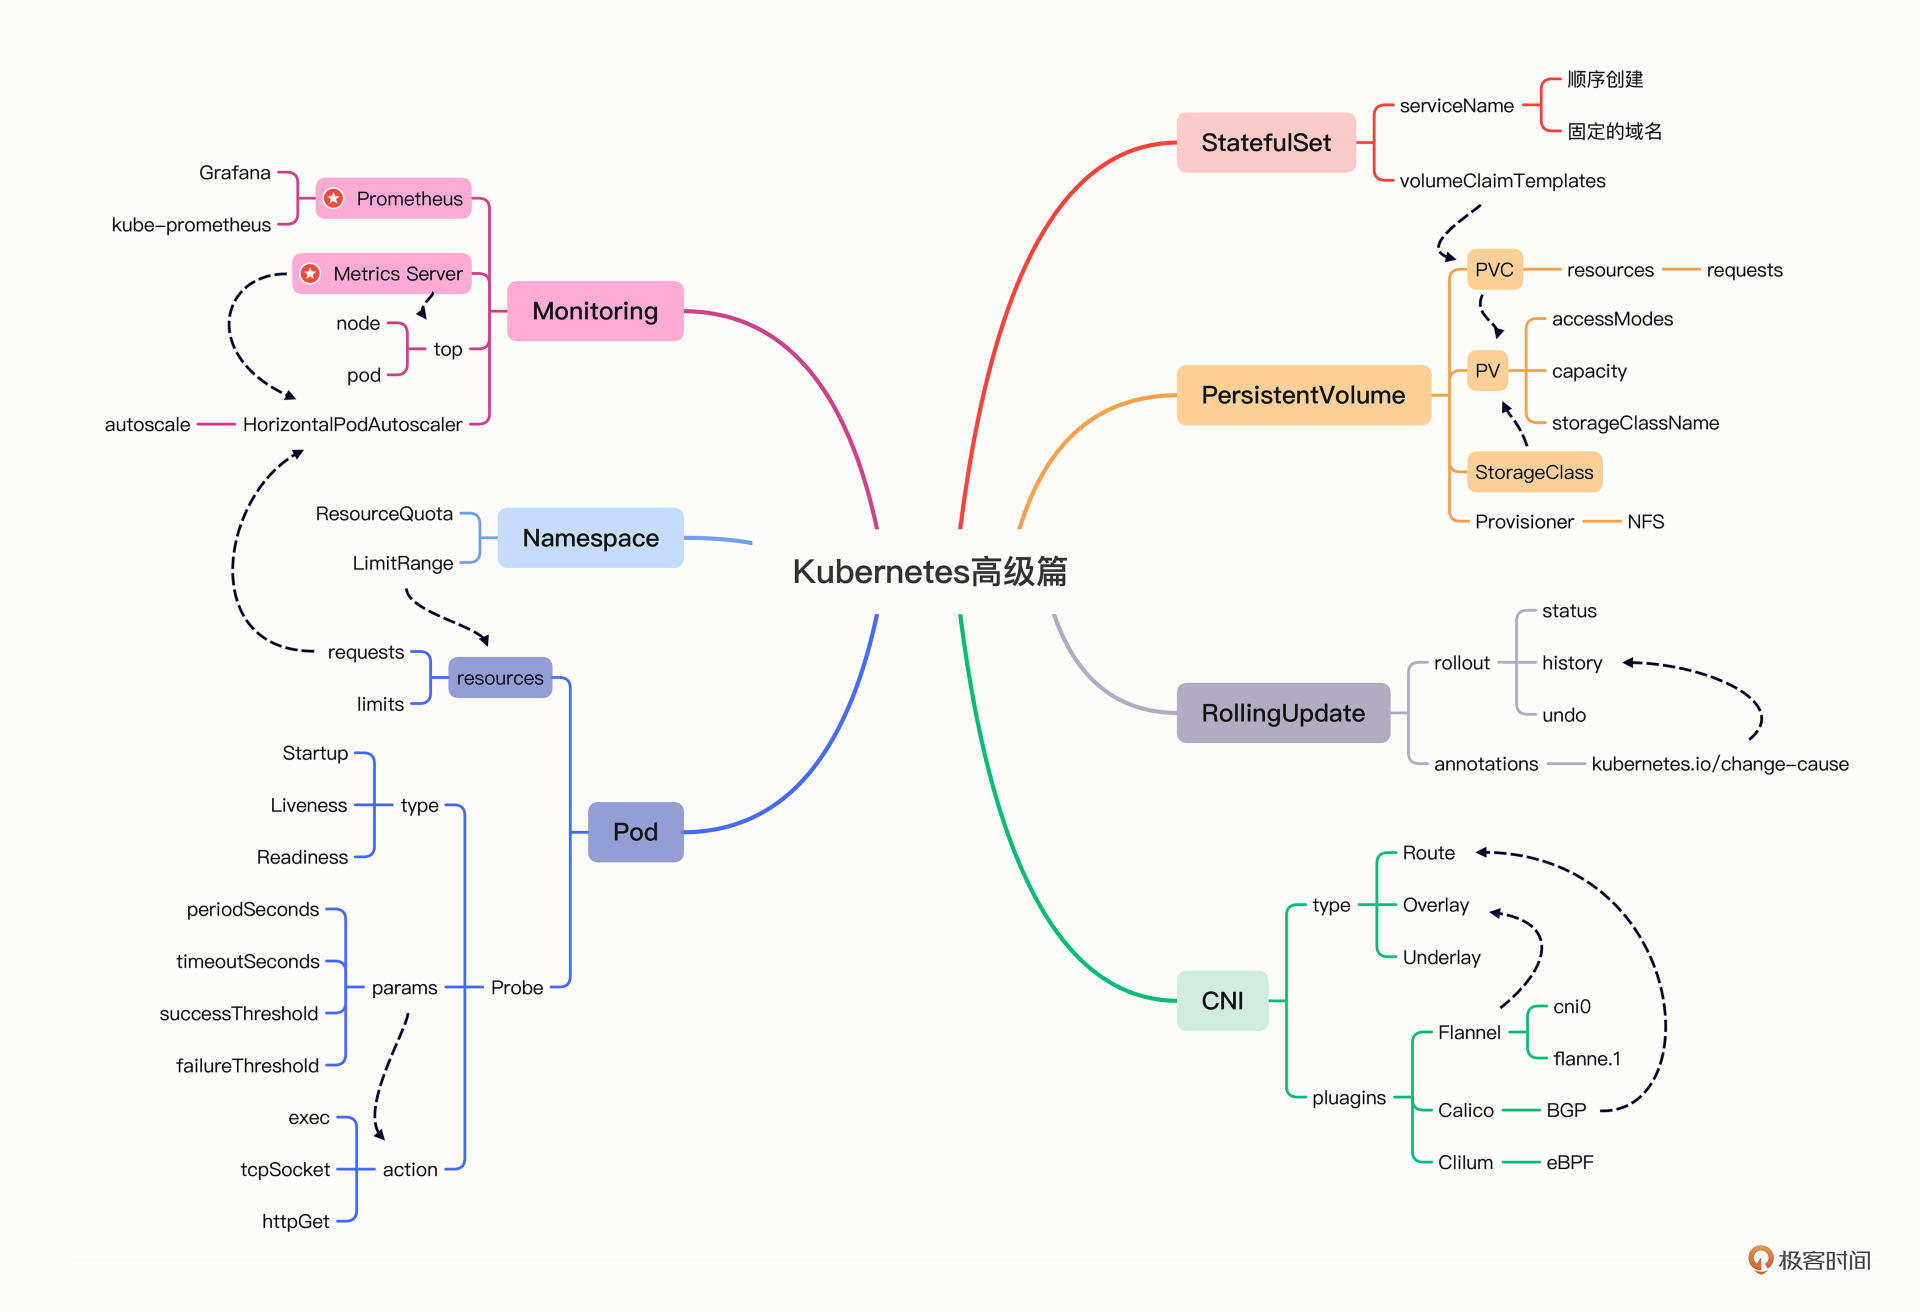 Kubernetes高级篇
StatefulSet
serviceName
顺序创建
固定的域名
volumeClaimTemplates
PersistentVolume
PVC
resources
requests
PV
accessModes
capacity
storageClassName
StorageClass
Provisioner
NFS
RollingUpdate
rollout
status
history
undo
annotations
kubernetes.io/change-cause
CNI
type
Route
Overlay
Underlay
pluagins
Flannel
cni0
flanne.1
Calico
BGP
Clilum
eBPF
Monitoring
Prometheus
Grafana
kube-prometheus
Metrics Server
top
node
pod
HorizontalPodAutoscaler
autoscale
Namespace
ResourceQuota
LimitRange
Pod
resources
requests
limits
Probe
type
Startup
Liveness
Readiness
params
periodSeconds
timeoutSeconds
successThreshold
failureThreshold
action
exec
tcpSocket
httpGet
极客时间